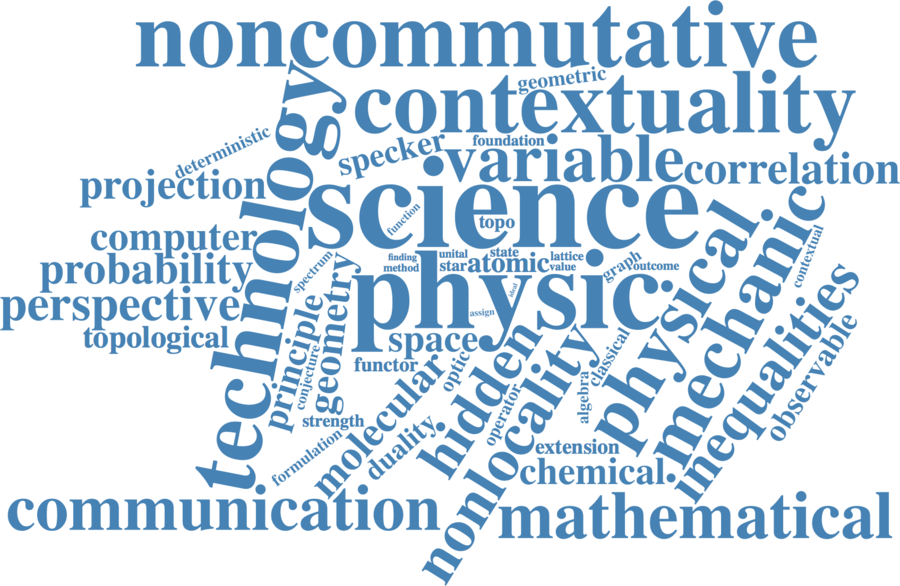 noncommutative
geometric
contextuality
technology
deterministic
foundation
specker
variable
correlation
projection
science
function
topo
computer
probability
perspective
topological
spectrum
finding
method
unital
star
state
atomic
lattice
value
graph
outcome
contextual
physic
ideal
assign
physical
mechanic
inequalities
observable
principle
conjecture
geometry
space
functor
optic
hidden
nonlocality
classical
algebra
operator
molecular
strength
duality
formulation
extension
chemical
communication
mathematical